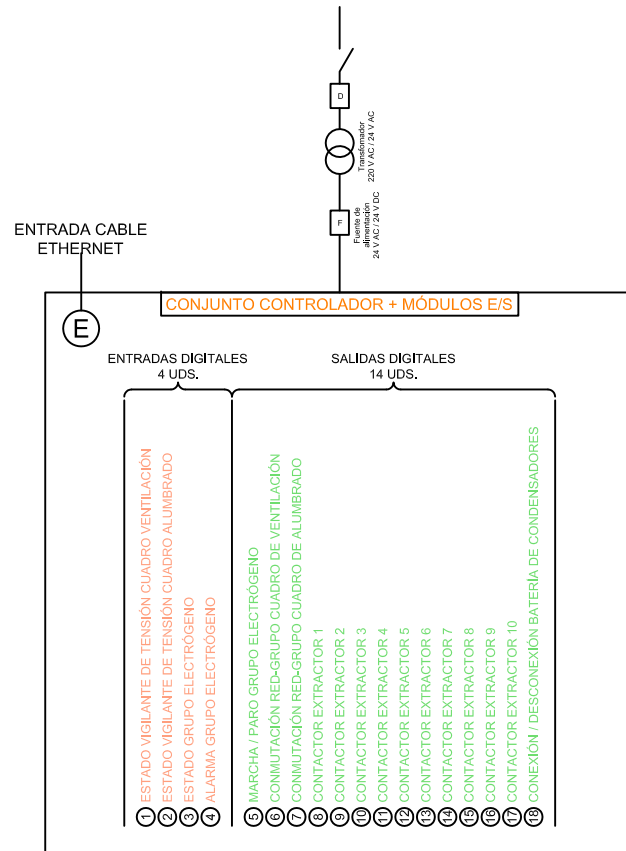 D
Transfomador
220 V AC / 24 V AC
F
Fuente de
alimentación
24 V AC / 24 V DC
ENTRADA CABLE
ETHERNET
E
CONJUNTO CONTROLADOR + MÓDULOS E/S
ENTRADAS DIGITALES
4 UDS.
SALIDAS DIGITALES
14 UDS.
1 ESTADO VIGILANTE DE TENSIÓN CUADRO VENTILACIÓN
2 ESTADO VIGILANTE DE TENSIÓN CUADRO ALUMBRADO
3 ESTADO GRUPO ELECTRÓGENO
4 ALARMA GRUPO ELECTRÓGENO
5 MARCHA / PARO GRUPO ELECTRÓGENO
6 CONMUTACIÓN RED-GRUPO CUADRO DE VENTILACIÓN
7 CONMUTACIÓN RED-GRUPO CUADRO DE ALUMBRADO
8 CONTACTOR EXTRACTOR 1
9 CONTACTOR EXTRACTOR 2
10 CONTACTOR EXTRACTOR 3
11 CONTACTOR EXTRACTOR 4
12 CONTACTOR EXTRACTOR 5
13 CONTACTOR EXTRACTOR 6
14 CONTACTOR EXTRACTOR 7
15 CONTACTOR EXTRACTOR 8
16 CONTACTOR EXTRACTOR 9
17 CONTACTOR EXTRACTOR 10
18 CONEXIÓN / DESCONEXIÓN BATERÍA DE CONDENSADORES